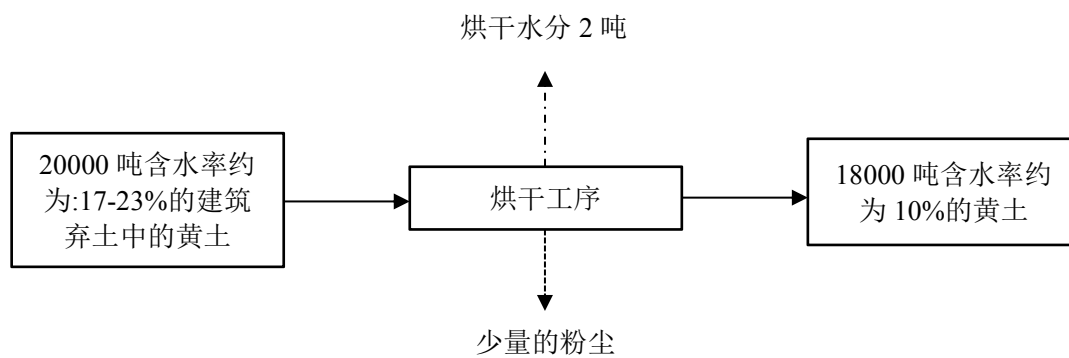 烘干水分 2 吨
20000 吨含水率约
为:17-23%的建筑
弃土中的黄土
烘干工序
18000 吨含水率约
为 10%的黄土
少量的粉尘